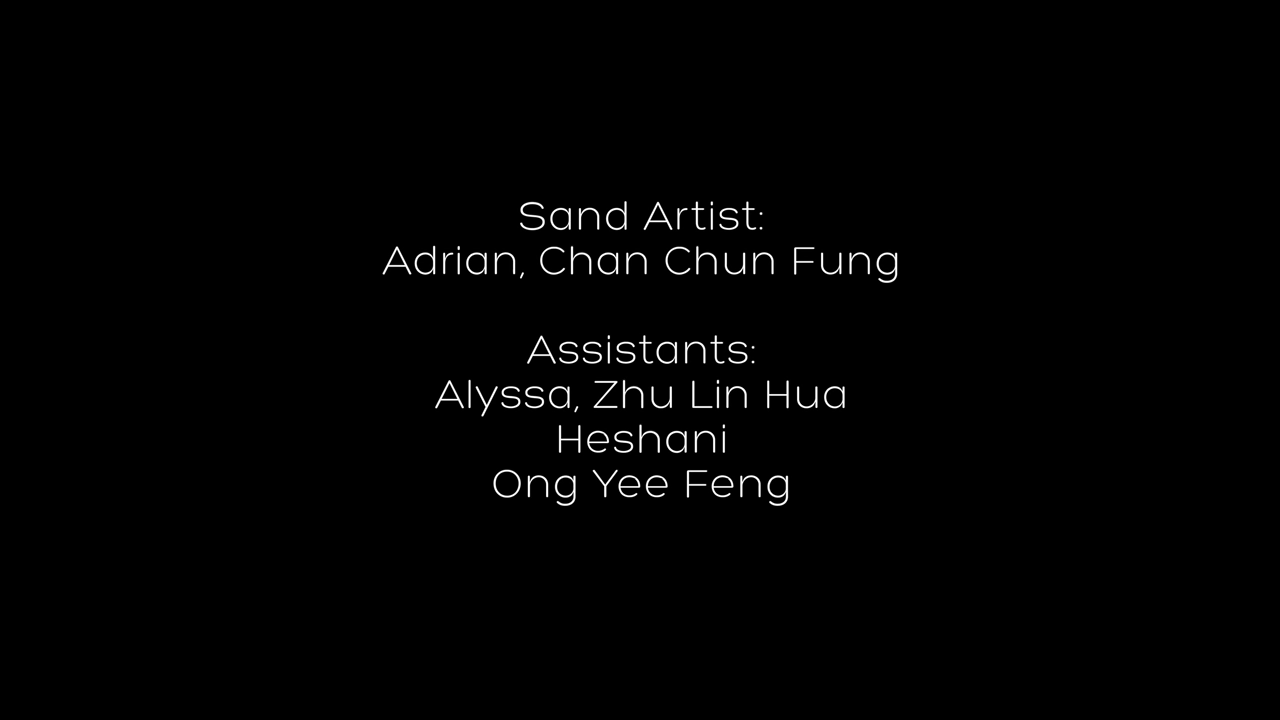 Sand Artist:
Adrian, Chan Chun Fung
Assistants:
Alyssa, Zhu Lin Hua
Heshani
Ong Yee Feng